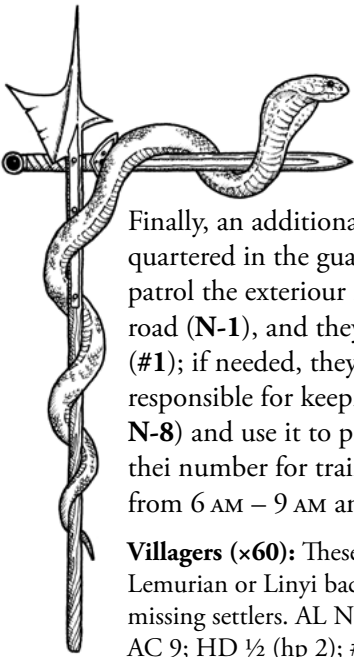 Finally, an additiona
quartered in the gua
patrol the exteriour
road (N-1), and they
(#1); if needed, they
responsible for keep
N-8) and use it to p
thei number for trai
from 6 AM – 9 AM an
Villagers (×60): These
Lemurian or Linyi bac
missing settlers. AL N
AC 9; HD ½ (hp 2); #